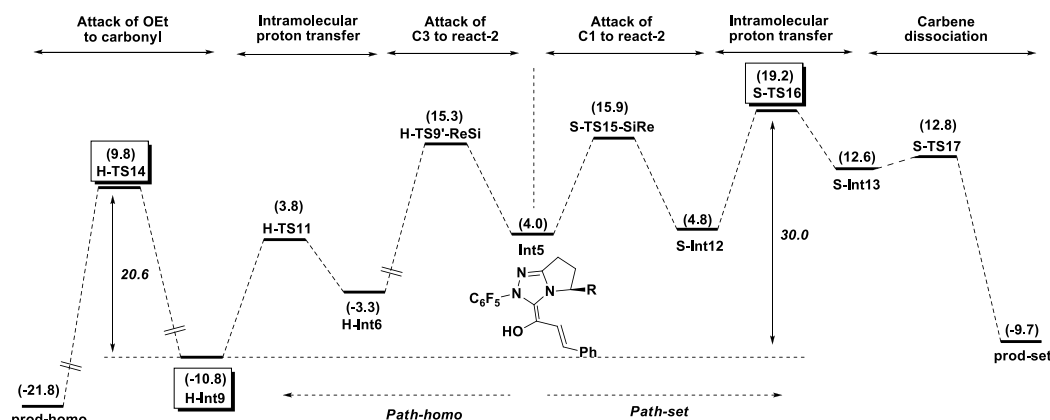 Attack of OEt
to carbonyl
Intramolecular
proton transfer
Attack of
C3 to react-2
Attack of
C1 to react-2
Intramolecular
proton transfer
Carbene
dissociation
(9.8)
H-TS14
20.6
(3.8)
H-TS11
(-3.3)
H-Int6
(15.3)
H-TS9'-ReSi
(4.0)
Int5
(15.9)
S-TS15-SiRe
(4.8)
S-Int12
(19.2)
S-TS16
30.0
(12.6)
S-Int13
(12.8)
S-TS17
N
N
N
C6F5
R
HO
Ph
(-21.8)
prod-homo
(-10.8)
H-Int9
Path-homo
Path-set
(-9.7)
prod-set